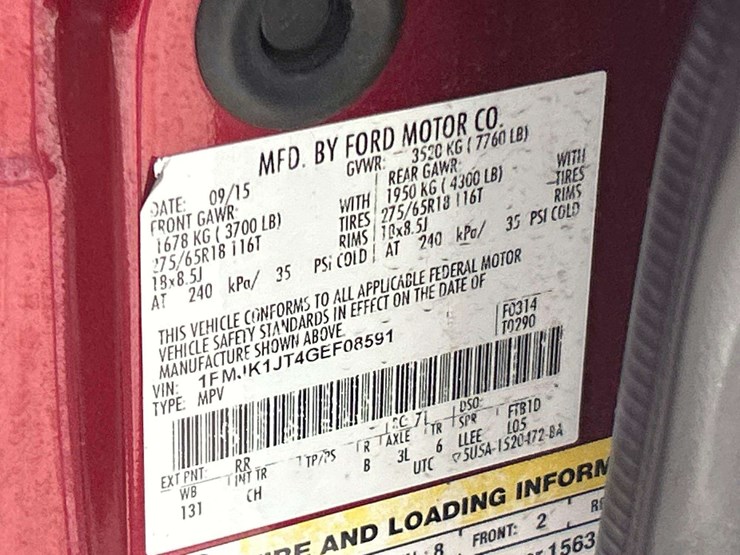 MFD. BY FORD MOTOR CO.
DATE: 09/15 GVWR: 3520 KG ( 7760 LB)
FRONT GAWR: REAR GAWR:
1678 KG ( 3700 LB) WITH 1950 KG ( 4300 LB) WITH
275/65R18 116T TIRES 275/65R18 116T TIRES
18x8.5J RIMS 18x8.5J RIMS
AT 240 kPa/ 35 PSi COLD AT 240 kPa/ 35 PSI COLD
THIS VEHICLE CONFORMS TO ALL APPLICABLE FEDERAL MOTOR
VEHICLE SAFETY STANDARDS IN EFFECT ON THE DATE OF
MANUFACTURE SHOWN ABOVE.
VIN: 1FMJK1JT4GEF08591 F0314
TYPE: MPV T0290
EXT PNT: RR DSO:
WB INT TR TP/PS R AXLE TR SPR FTB1D
131 CH B 3L 6 LLEE L05
UTC 5USA-1520472-BA
AND LOADING INFORM
8 FRONT: 2
1563